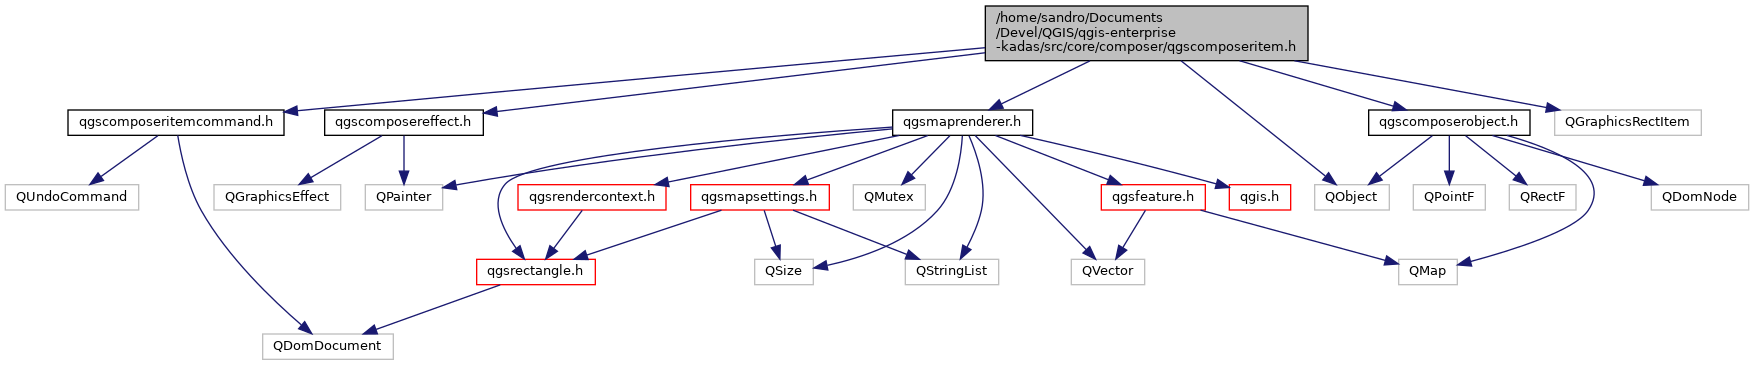 /home/sandro/Documents
/Devel/QGIS/qgis-enterprise
-kadas/src/core/composer/qgscomposeritem.h
qgscomposeritemcommand.h
qgscomposereffect.h
qgsmaprenderer.h
qgscomposerobject.h
QGraphicsRectItem
QUndoCommand
QGraphicsEffect
QPainter
qgsrendercontext.h
qgsmapsettings.h
QMutex
qgsfeature.h
qgis.h
QObject
QPointF
QRectF
QDomNode
qgsrectangle.h
QSize
QStringList
QVector
QMap
QDomDocument